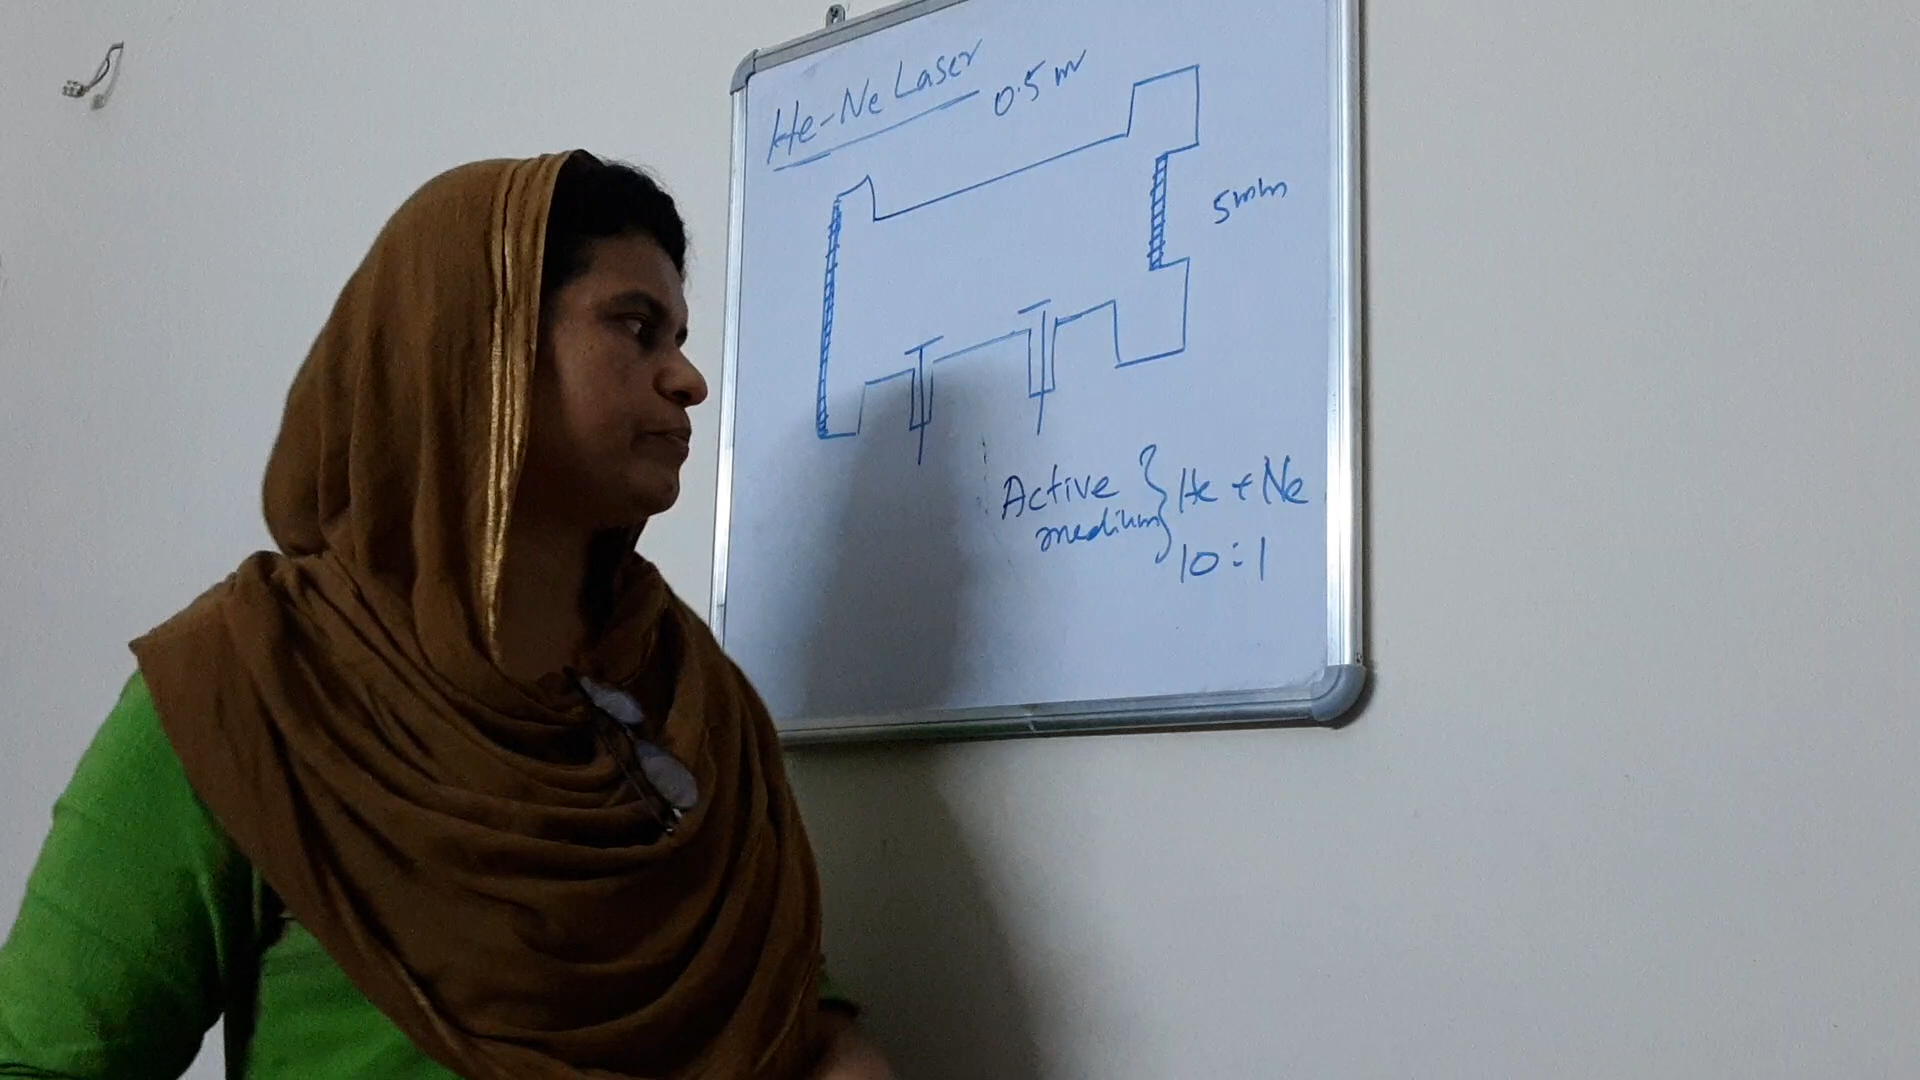 He-Ne Laser
0.5 m
5mm
Active } He + Ne
medium 10:1